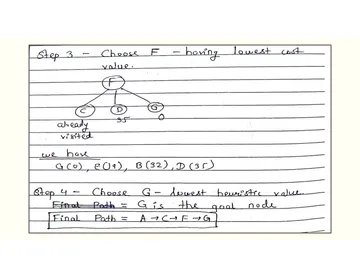 Step 3 - Choose F - having lowest cost
value.
F
C D G
already 35 0
visited
we have
G(0), E(19), B(32), D(35)
Step 4 - Choose G - lowest heuristic value
Final Path = G is the goal node
Final Path = A → C → F → G